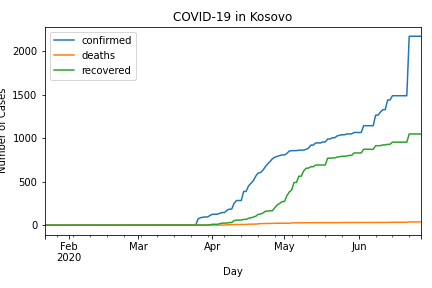 COVID-19 in Kosovo
confirmed
deaths
recovered
2000
1500
1000
500
0
Number of Cases
Feb
2020
Mar
Apr
May
Jun
Day